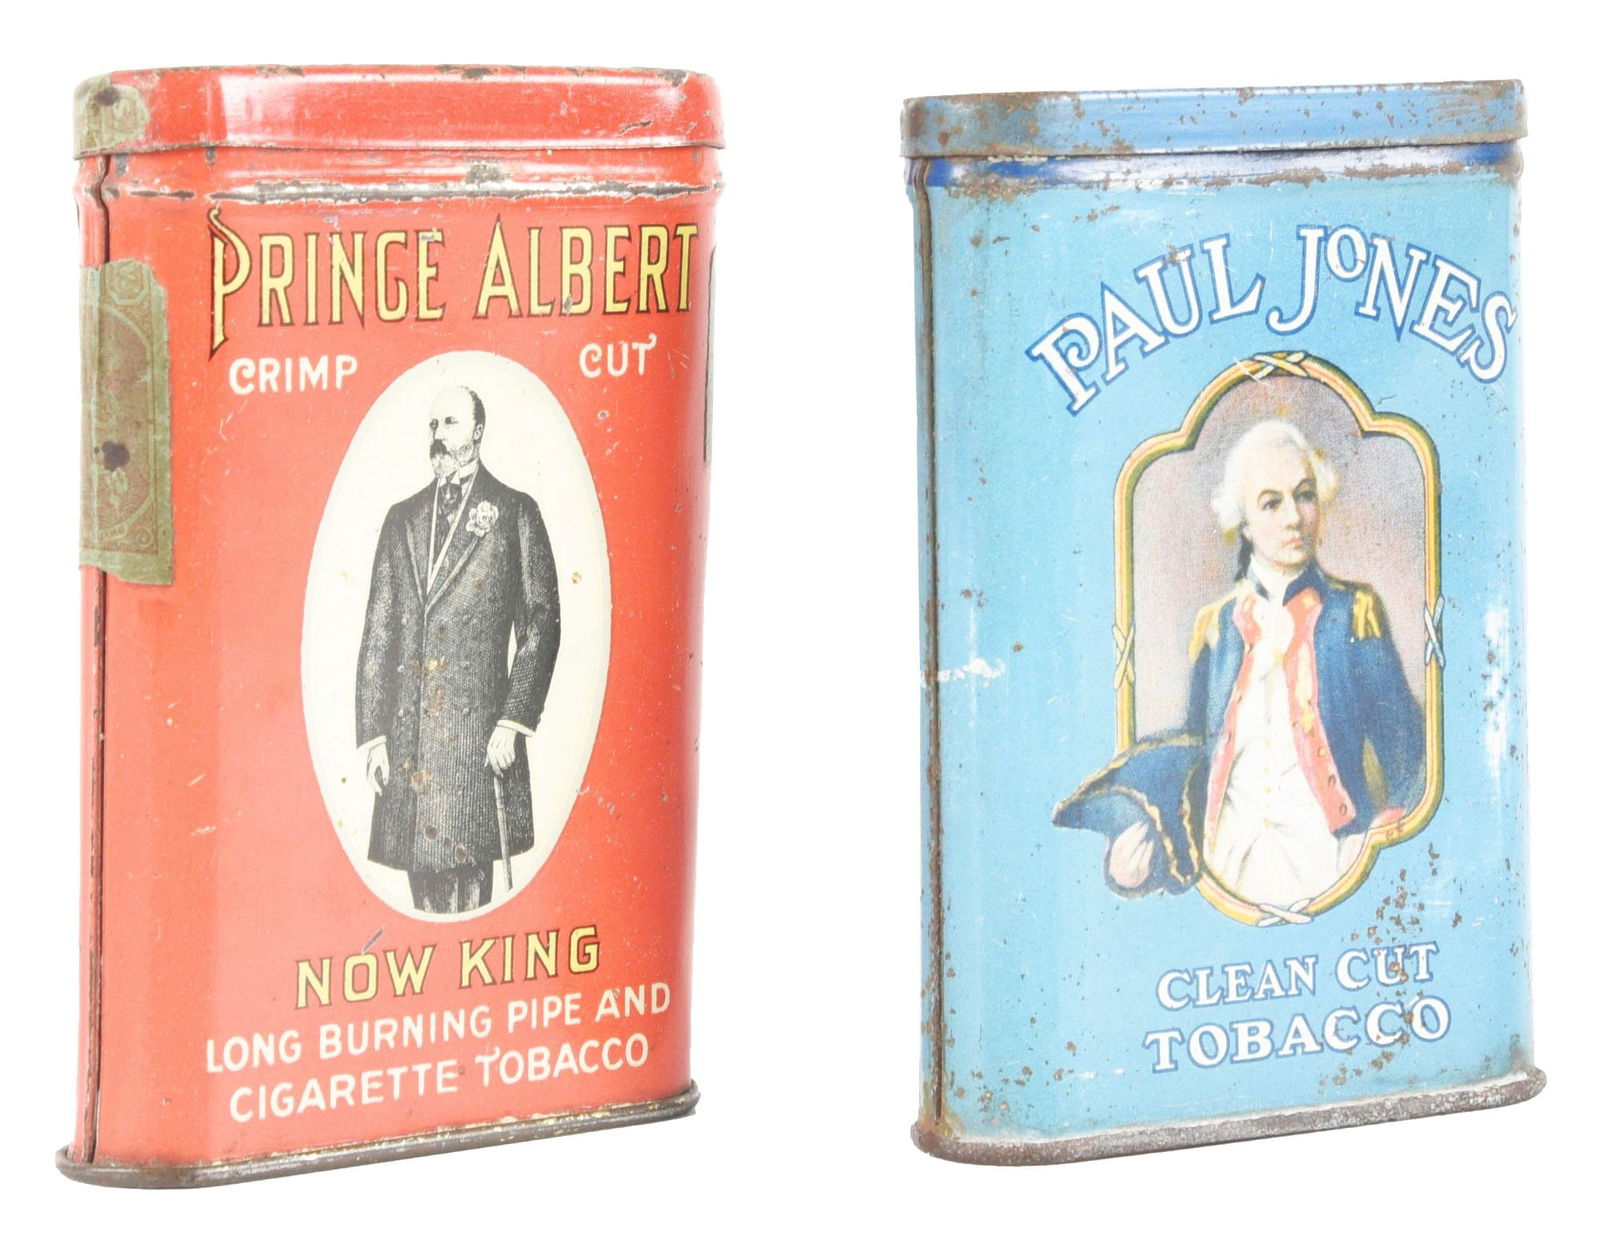 PRINCE ALBERT
CRIMP CUT
NOW KING
LONG BURNING PIPE AND
CIGARETTE TOBACCO
PAUL JONES
CLEAN CUT
TOBACCO